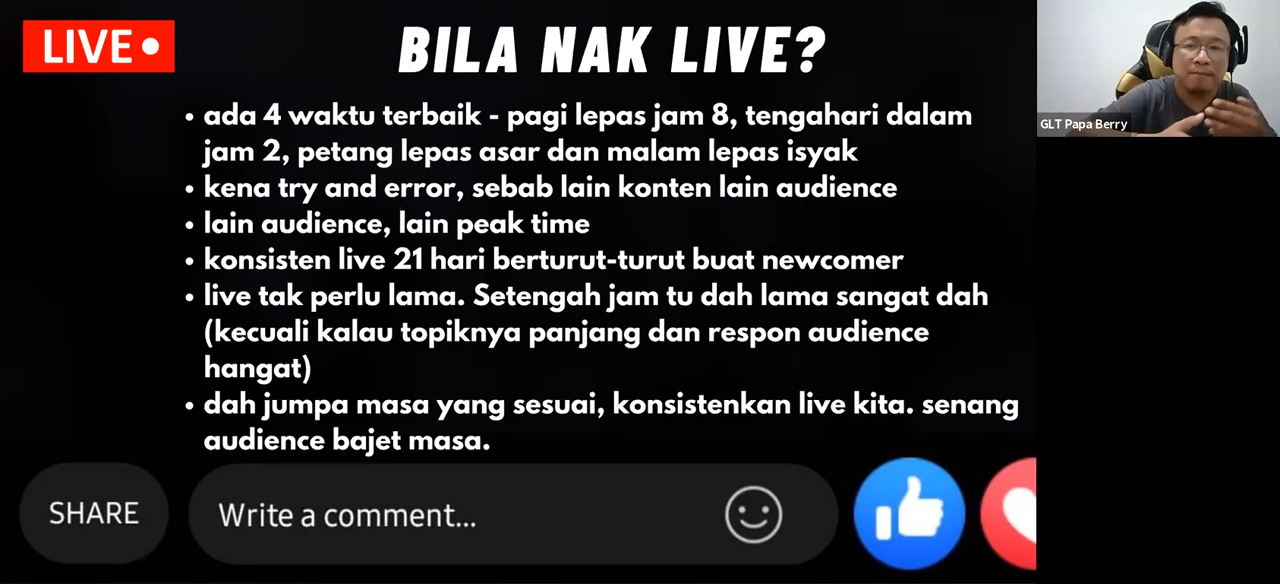 LIVE
BILA NAK LIVE?
• ada 4 waktu terbaik - pagi lepas jam 8, tengahari dalam
jam 2, petang lepas asar dan malam lepas isyak
• kena try and error, sebab lain konten lain audience
• lain audience, lain peak time
• konsisten live 21 hari berturut-turut buat newcomer
• live tak perlu lama. Setengah jam tu dah lama sangat dah
(kecuali kalau topiknya panjang dan respon audience
hangat)
• dah jumpa masa yang sesuai, konsistenkan live kita. senang
audience bajet masa.
SHARE
Write a comment...
GLT Papa Berry